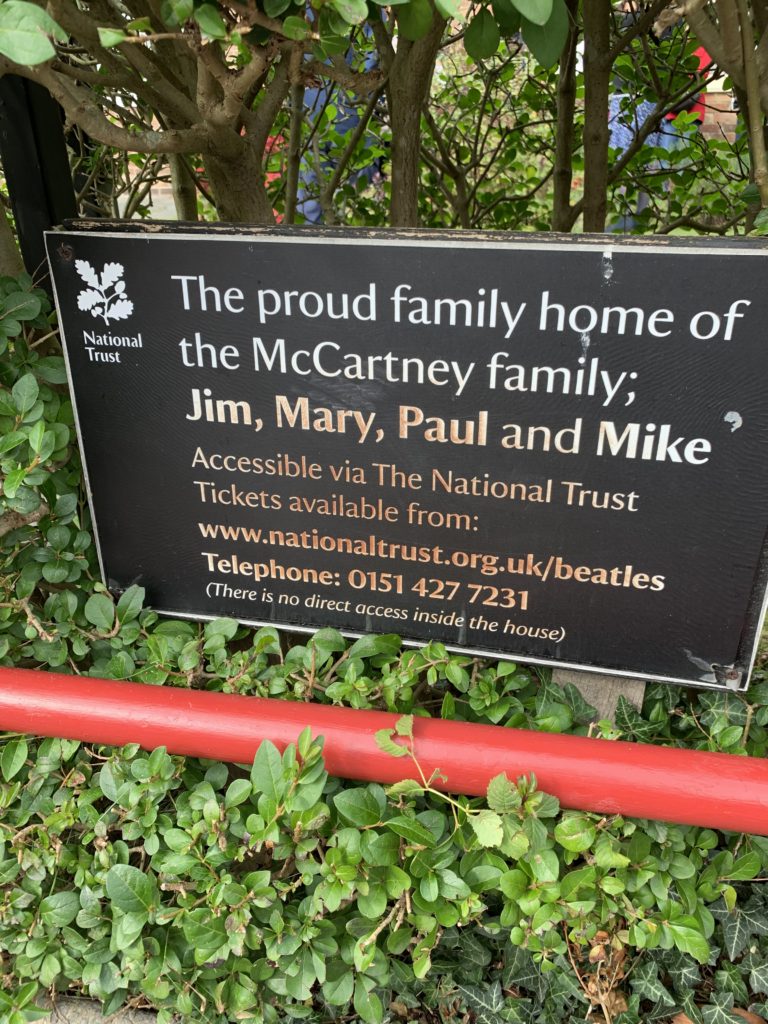 National
Trust
The proud family home of
the McCartney family;
Jim, Mary, Paul and Mike
Accessible via The National Trust
Tickets available from:
www.nationaltrust.org.uk/beatles
Telephone: 0151 427 7231
(There is no direct access inside the house)